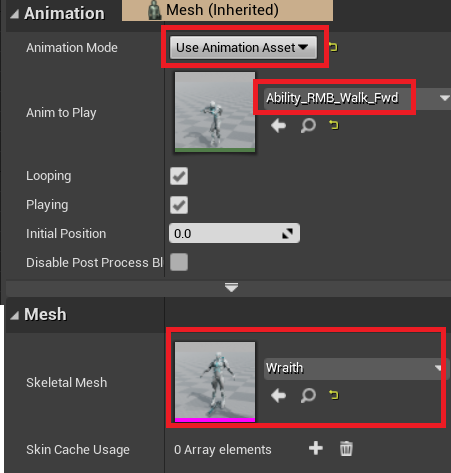 Animation
Mesh (Inherited)
Animation Mode
Use Animation Asset
Anim to Play
Ability_RMB_Walk_Fwd
Looping
Playing
Initial Position
0.0
Disable Post Process Bl
Mesh
Skeletal Mesh
Wraith
Skin Cache Usage
0 Array elements